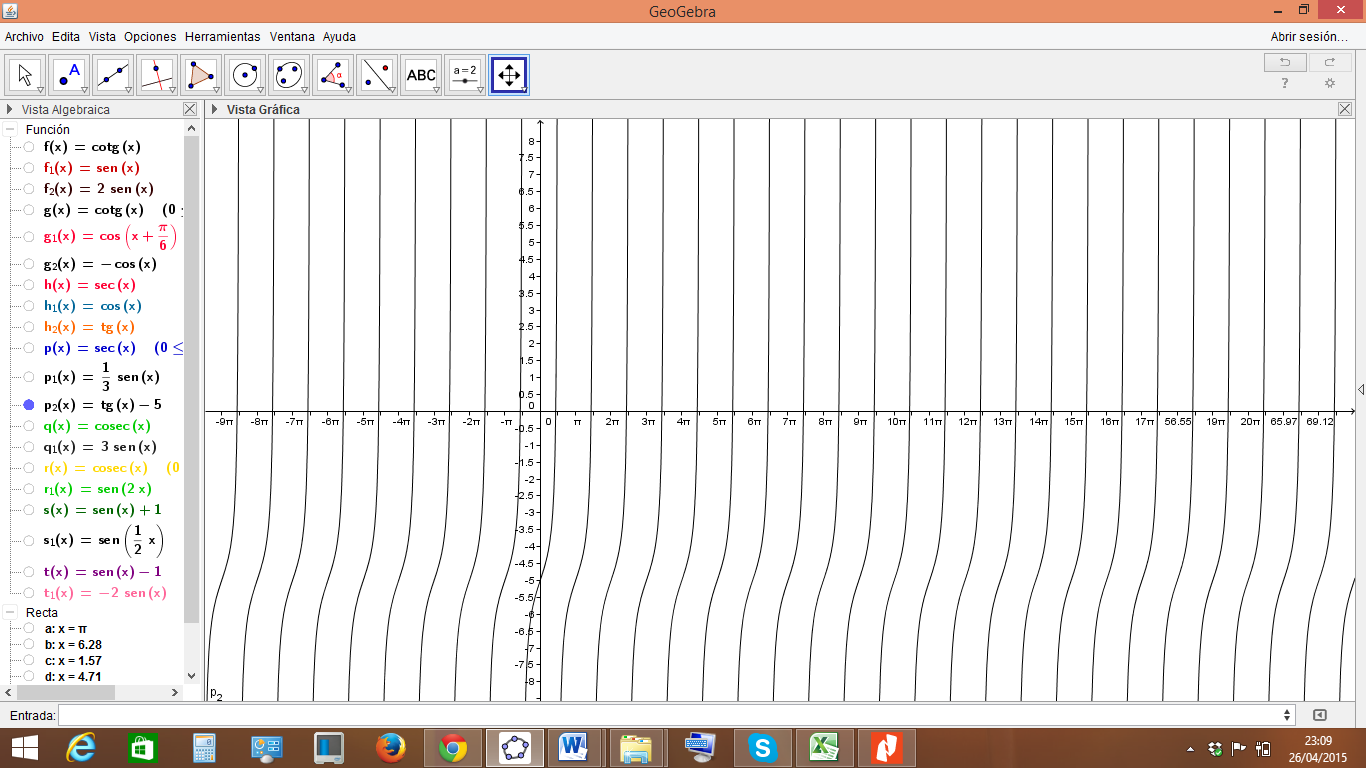 GeoGebra
Archivo Edita Vista Opciones Herramientas Ventana Ayuda Abrir sesión...
A α ABC a=2
Vista Algebraica
Vista Gráfica
Función
f(x) = cotg(x)
f₁(x) = sen(x)
f₂(x) = 2 sen(x)
g(x) = cotg(x) (0 ≤
g₁(x) = cos(x + π/6)
g₂(x) = −cos(x)
h(x) = sec(x)
h₁(x) = cos(x)
h₂(x) = tg(x)
p(x) = sec(x) (0 ≤
p₁(x) = 1/3 sen(x)
p₂(x) = tg(x) − 5
q(x) = cosec(x)
q₁(x) = 3 sen(x)
r(x) = cosec(x) (0
r₁(x) = sen(2 x)
s(x) = sen(x) + 1
s₁(x) = sen(1/2 x)
t(x) = sen(x) − 1
t₁(x) = −2 sen(x)
Recta
a: x = π
b: x = 6.28
c: x = 1.57
d: x = 4.71
8
7.5
7
6.5
6
5.5
5
4.5
4
3.5
3
2.5
2
1.5
1
0.5
0
-9π -8π -7π -6π -5π -4π -3π -2π -π 0 π 2π 3π 4π 5π 6π 7π 8π 9π 10π 11π 12π 13π 14π 15π 16π 17π 56.55 19π 20π 65.97 69.12
-0.5
-1
-1.5
-2
-2.5
-3
-3.5
-4
-4.5
-5
-5.5
-6
-6.5
-7
-7.5
-8
p₂
Entrada:
23:09
26/04/2015